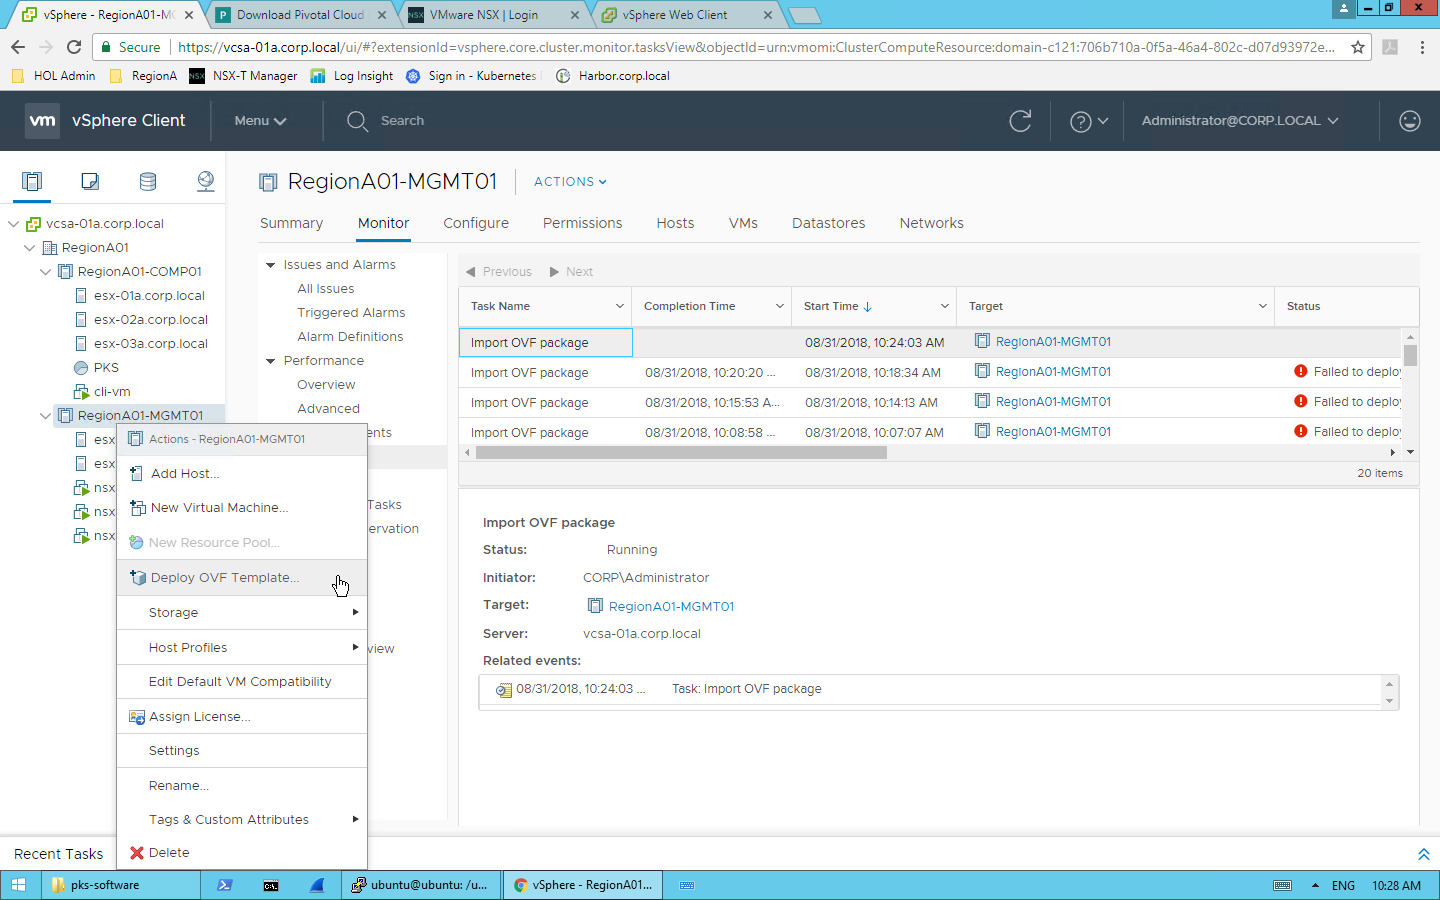 vSphere - RegionA01-MG
Download Pivotal Cloud
VMware NSX | Login
vSphere Web Client
Secure
https://vcsa-01a.corp.local/ui/#?extensionId=vsphere.core.cluster.monitor.tasksView&objectId=urn:vmomi:ClusterComputeResource:domain-c121:706b710a-0f5a-46a4-802c-d07d93972e...
HOL Admin
RegionA
NSX
NSX-T Manager
Log Insight
Sign in - Kubernetes
Harbor.corp.local
vm
vSphere Client
Menu
Search
Administrator@CORP.LOCAL
RegionA01-MGMT01
ACTIONS
Summary
Monitor
Configure
Permissions
Hosts
VMs
Datastores
Networks
vcsa-01a.corp.local
RegionA01
RegionA01-COMP01
esx-01a.corp.local
esx-02a.corp.local
esx-03a.corp.local
PKS
cli-vm
RegionA01-MGMT01
esx
esx
nsx
nsx
nsx
Issues and Alarms
All Issues
Triggered Alarms
Alarm Definitions
Performance
Overview
Advanced
ents
Tasks
ervation
view
Actions - RegionA01-MGMT01
Add Host...
New Virtual Machine...
New Resource Pool...
Deploy OVF Template...
Storage
Host Profiles
Edit Default VM Compatibility
Assign License...
Settings
Rename...
Tags & Custom Attributes
Delete
Previous
Next
Task Name Completion Time Start Time Target Status
Import OVF package 08/31/2018, 10:24:03 AM RegionA01-MGMT01
Import OVF package 08/31/2018, 10:20:20 ... 08/31/2018, 10:18:34 AM RegionA01-MGMT01 Failed to deploy
Import OVF package 08/31/2018, 10:15:53 A... 08/31/2018, 10:14:13 AM RegionA01-MGMT01 Failed to deploy
Import OVF package 08/31/2018, 10:08:58 ... 08/31/2018, 10:07:07 AM RegionA01-MGMT01 Failed to deploy
20 items
Import OVF package
Status: Running
Initiator: CORP\Administrator
Target: RegionA01-MGMT01
Server: vcsa-01a.corp.local
Related events:
08/31/2018, 10:24:03 ... Task: Import OVF package
Recent Tasks
pks-software
ubuntu@ubuntu: /u...
vSphere - RegionA01...
ENG
10:28 AM